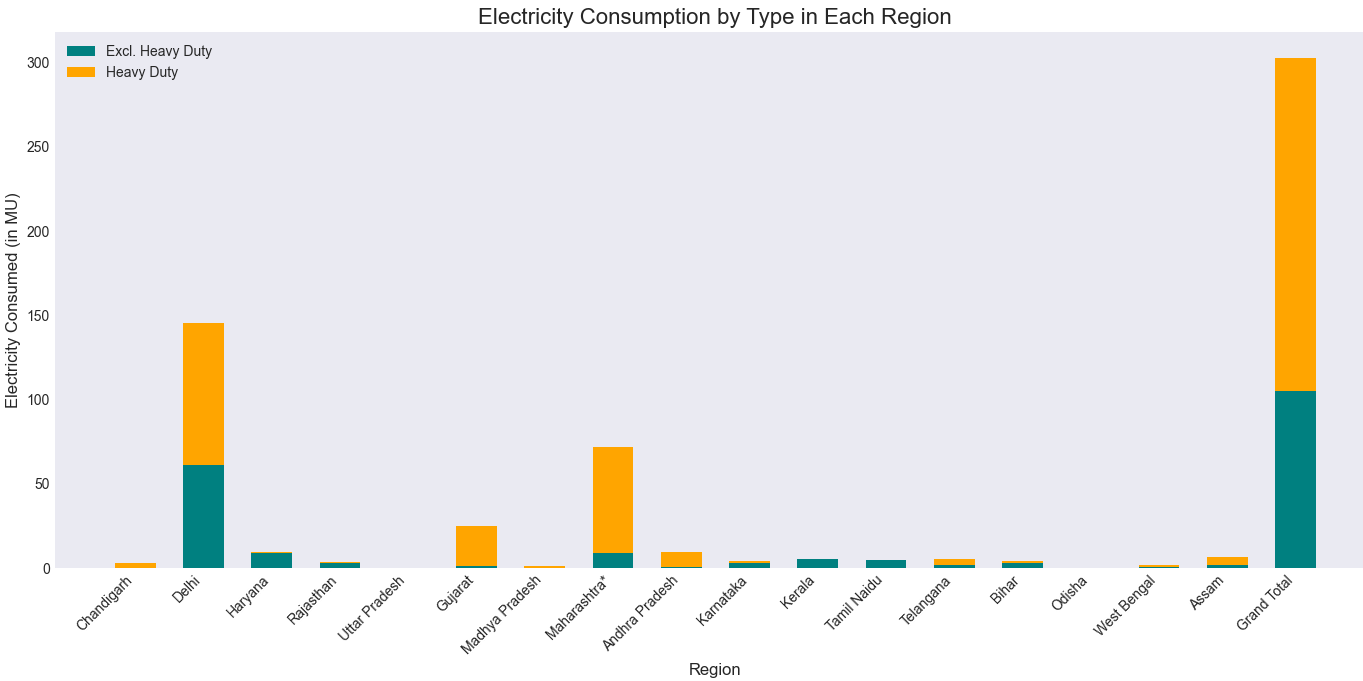 Electricity Consumption by Type in Each Region
Excl. Heavy Duty
Heavy Duty
Electricity Consumed (in MU)
300
250
200
150
100
50
0
Chandigarh
Delhi
Haryana
Rajasthan
Uttar Pradesh
Gujarat
Madhya Pradesh
Maharashtra*
Andhra Pradesh
Karnataka
Kerala
Tamil Naidu
Telangana
Bihar
Odisha
West Bengal
Assam
Grand Total
Region